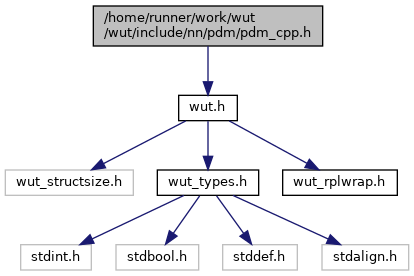 /home/runner/work/wut
/wut/include/nn/pdm/pdm_cpp.h
wut.h
wut_structsize.h
wut_types.h
wut_rplwrap.h
stdint.h
stdbool.h
stddef.h
stdalign.h